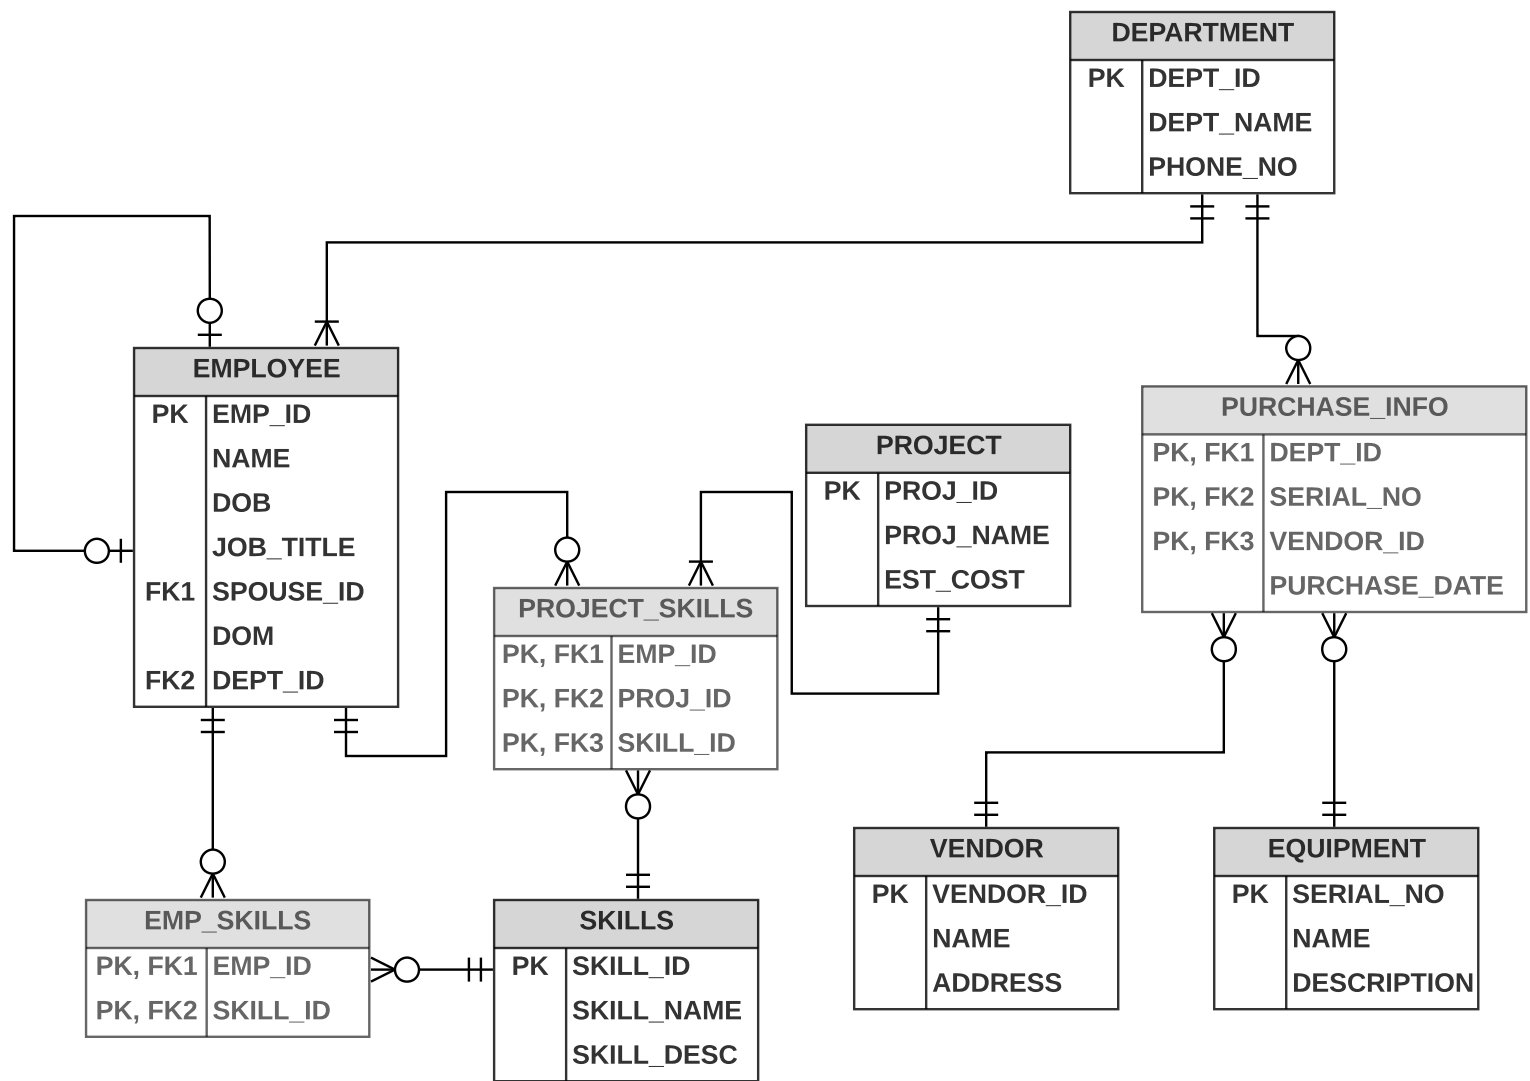 DEPARTMENT
PK DEPT_ID
DEPT_NAME
PHONE_NO
EMPLOYEE
PK EMP_ID
NAME
DOB
JOB_TITLE
FK1 SPOUSE_ID
DOM
FK2 DEPT_ID
PROJECT
PK PROJ_ID
PROJ_NAME
EST_COST
PURCHASE_INFO
PK, FK1 DEPT_ID
PK, FK2 SERIAL_NO
PK, FK3 VENDOR_ID
PURCHASE_DATE
PROJECT_SKILLS
PK, FK1 EMP_ID
PK, FK2 PROJ_ID
PK, FK3 SKILL_ID
EMP_SKILLS
PK, FK1 EMP_ID
PK, FK2 SKILL_ID
SKILLS
PK SKILL_ID
SKILL_NAME
SKILL_DESC
VENDOR
PK VENDOR_ID
NAME
ADDRESS
EQUIPMENT
PK SERIAL_NO
NAME
DESCRIPTION